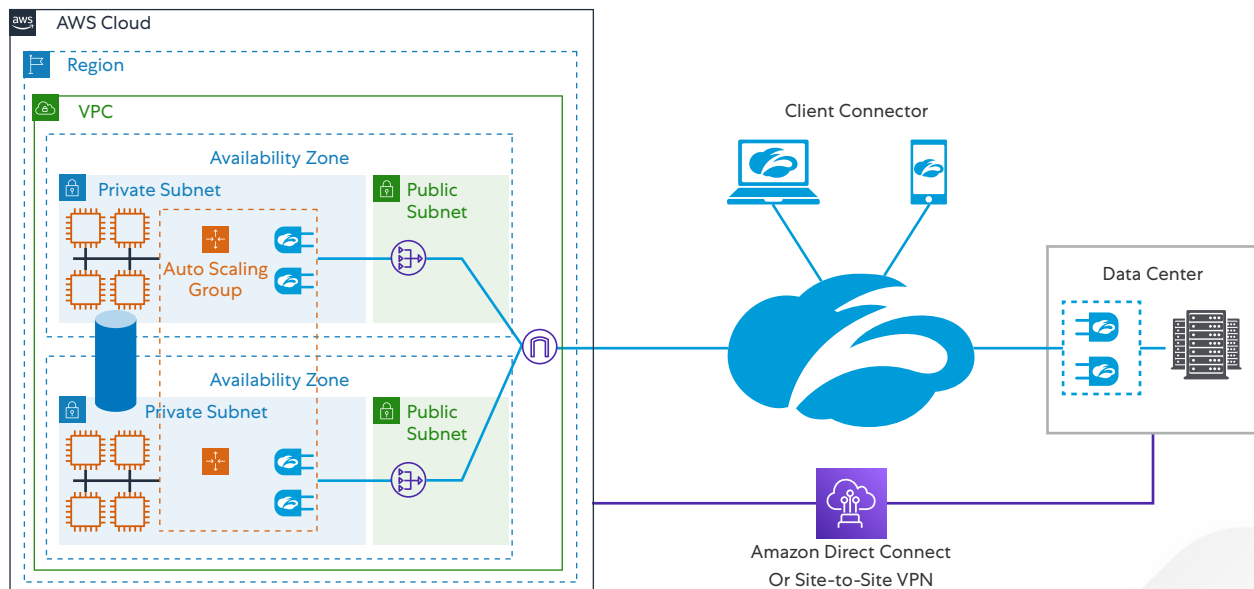 aws
AWS Cloud
Region
VPC
Availability Zone
Private Subnet
Public
Subnet
Auto Scaling
Group
Availability Zone
Private Subnet
Public
Subnet
Client Connector
Data Center
Amazon Direct Connect
Or Site-to-Site VPN